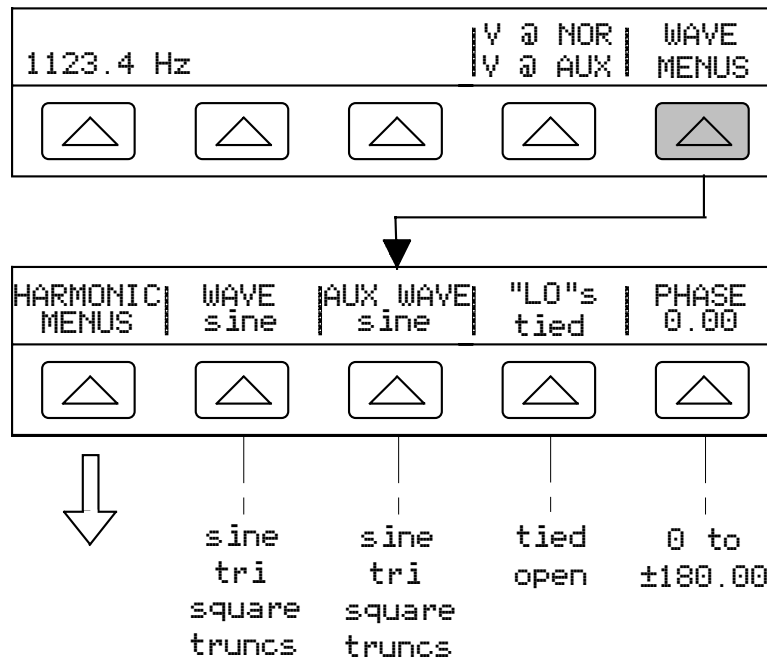 V @ NOR WAVE
1123.4 Hz V @ AUX MENUS
HARMONIC WAVE AUX WAVE "LO"s PHASE
MENUS sine sine tied 0.00
sine sine tied 0 to
tri tri open ±180.00
square square
truncs truncs